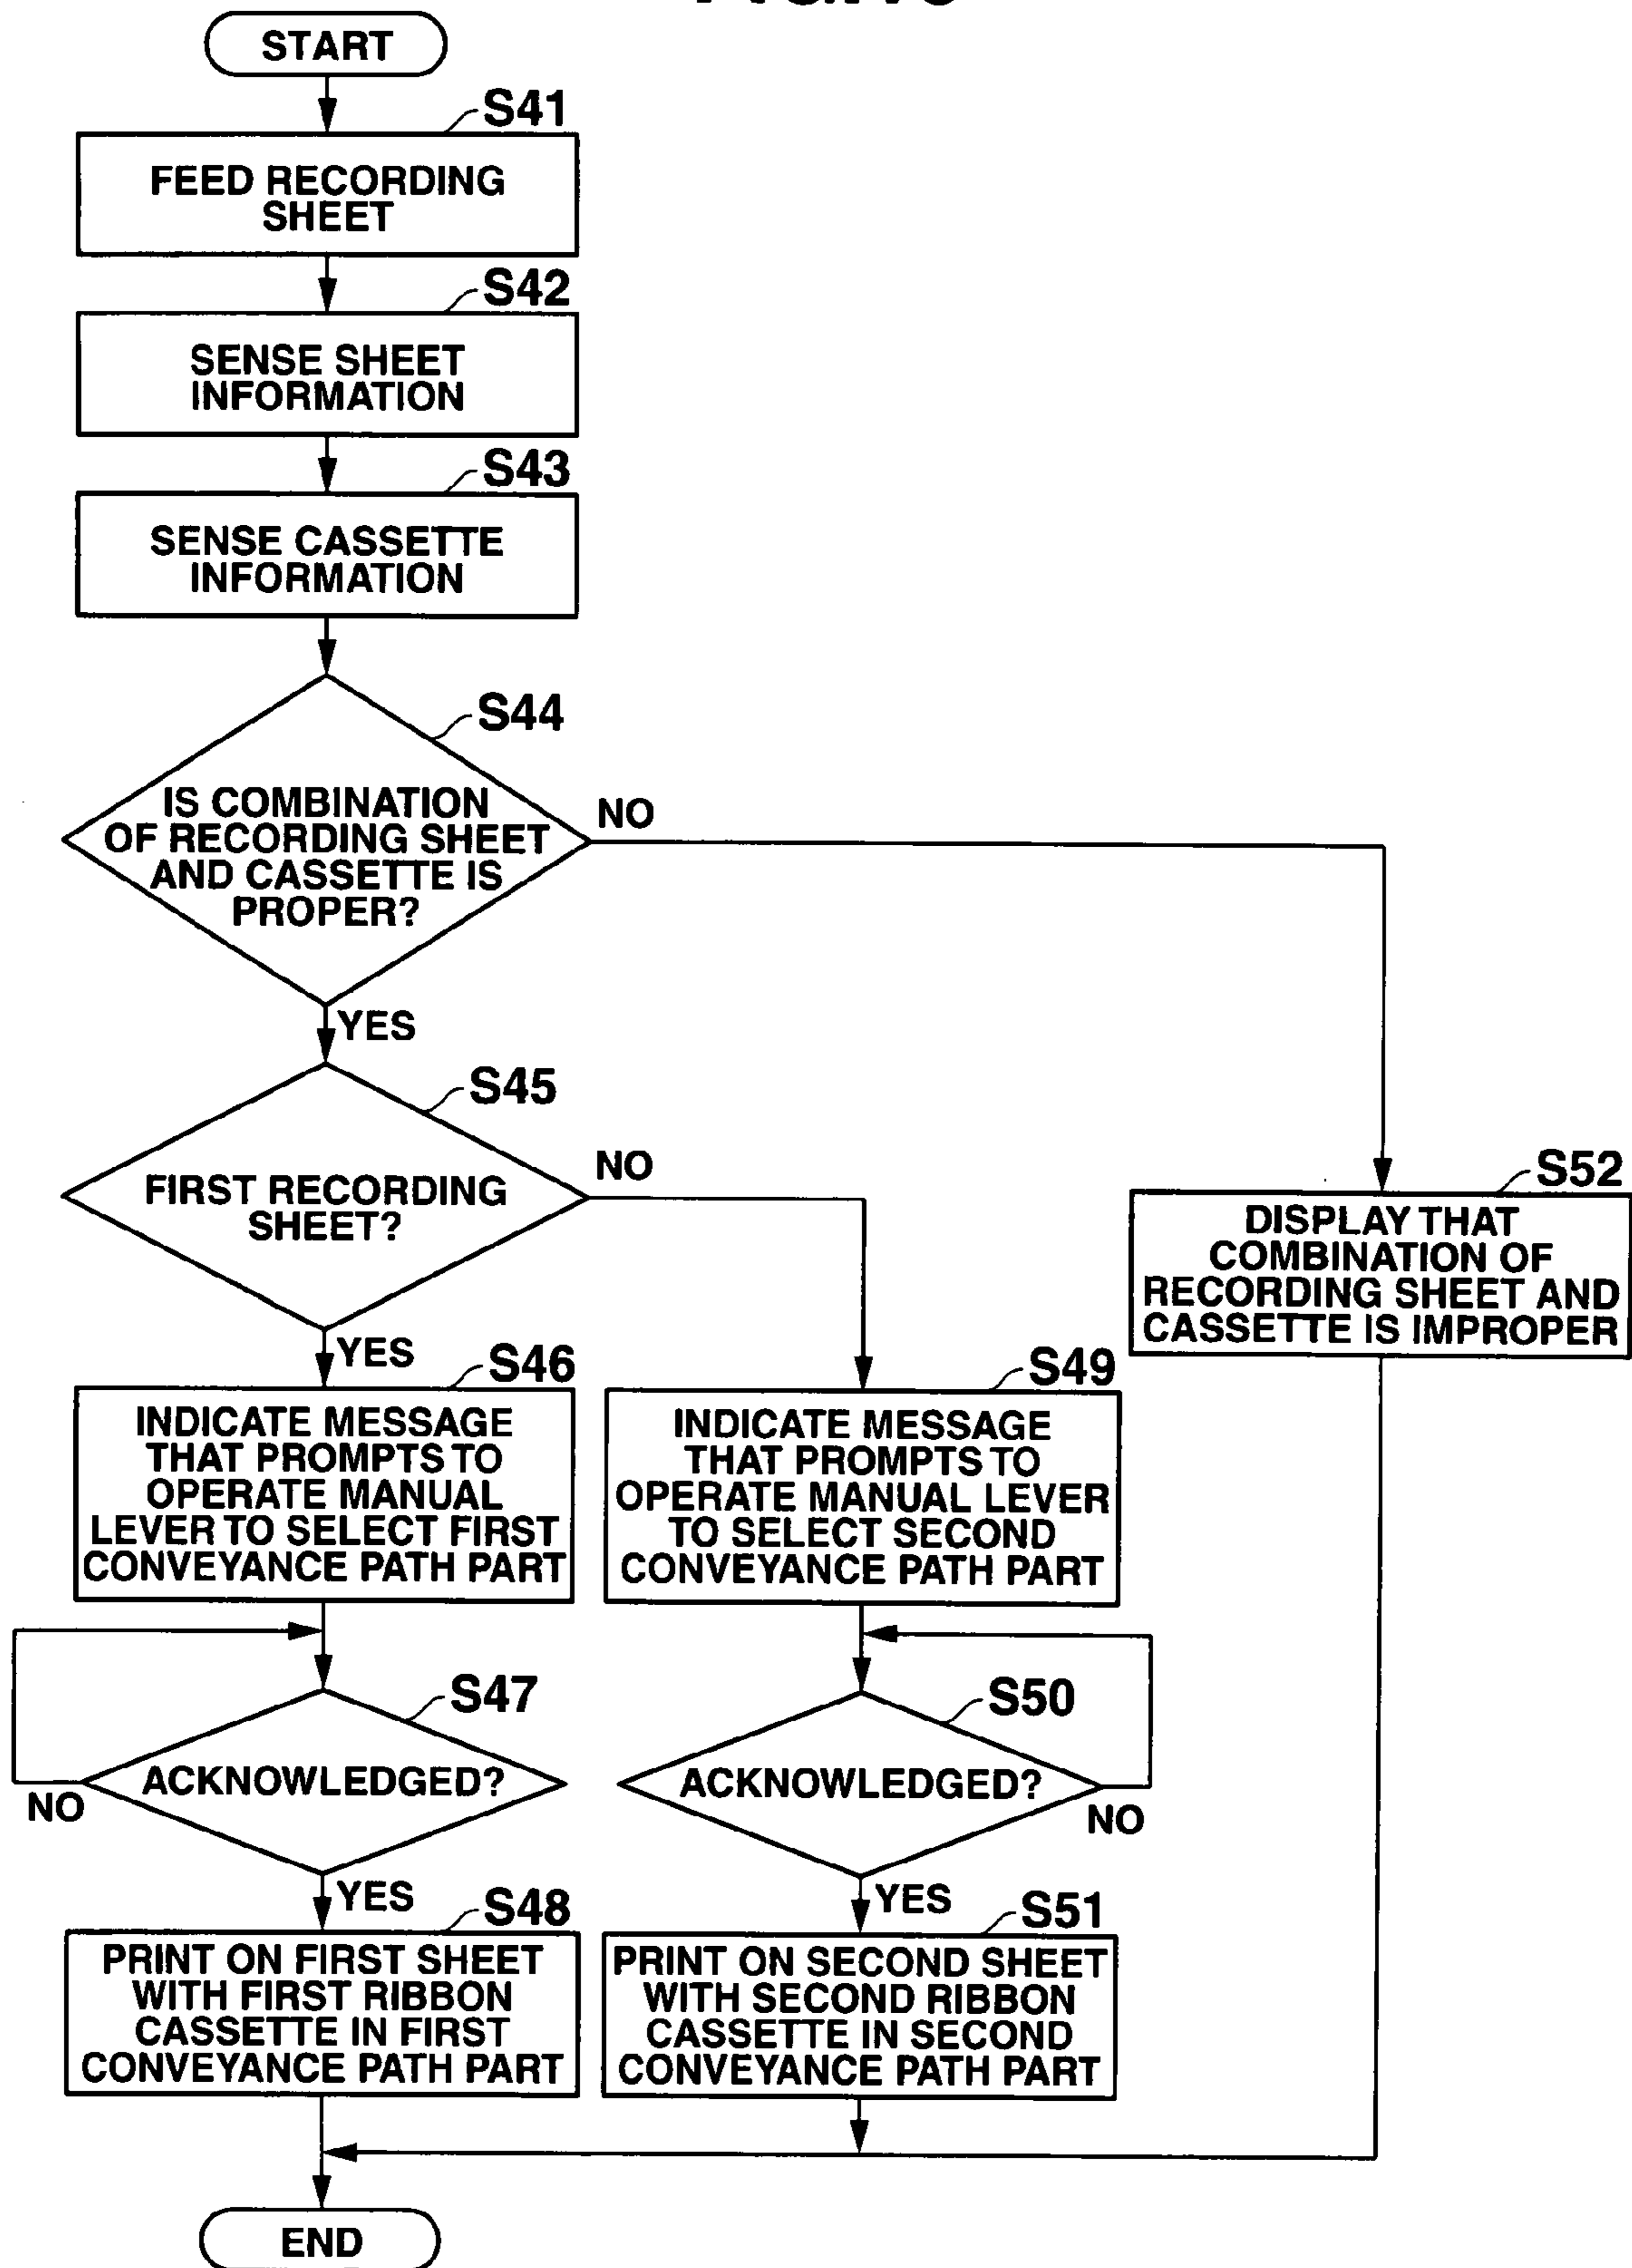 START
S41
FEED RECORDING
SHEET
S42
SENSE SHEET
INFORMATION
S43
SENSE CASSETTE
INFORMATION
S44
IS COMBINATION
OF RECORDING SHEET
AND CASSETTE IS
PROPER?
NO
YES
S45
FIRST RECORDING
SHEET?
NO
YES
S52
DISPLAY THAT
COMBINATION OF
RECORDING SHEET AND
CASSETTE IS IMPROPER
S46
INDICATE MESSAGE
THAT PROMPTS TO
OPERATE MANUAL
LEVER TO SELECT FIRST
CONVEYANCE PATH PART
S49
INDICATE MESSAGE
THAT PROMPTS TO
OPERATE MANUAL LEVER
TO SELECT SECOND
CONVEYANCE PATH PART
S47
ACKNOWLEDGED?
NO
YES
S50
ACKNOWLEDGED?
NO
YES
S48
PRINT ON FIRST SHEET
WITH FIRST RIBBON
CASSETTE IN FIRST
CONVEYANCE PATH PART
S51
PRINT ON SECOND SHEET
WITH SECOND RIBBON
CASSETTE IN SECOND
CONVEYANCE PATH PART
END